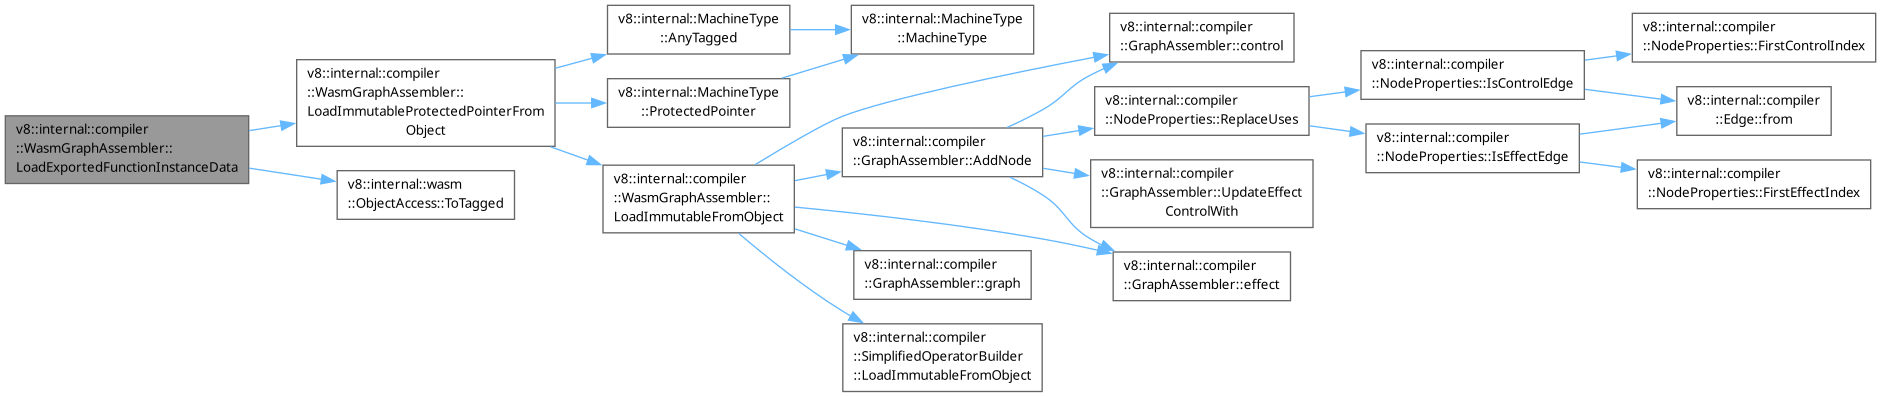 v8::internal::compiler
::WasmGraphAssembler::
LoadExportedFunctionInstanceData
v8::internal::compiler
::WasmGraphAssembler::
LoadImmutableProtectedPointerFrom
Object
v8::internal::wasm
::ObjectAccess::ToTagged
v8::internal::MachineType
::AnyTagged
v8::internal::MachineType
::ProtectedPointer
v8::internal::compiler
::WasmGraphAssembler::
LoadImmutableFromObject
v8::internal::MachineType
::MachineType
v8::internal::compiler
::GraphAssembler::AddNode
v8::internal::compiler
::GraphAssembler::graph
v8::internal::compiler
::SimplifiedOperatorBuilder
::LoadImmutableFromObject
v8::internal::compiler
::GraphAssembler::control
v8::internal::compiler
::NodeProperties::ReplaceUses
v8::internal::compiler
::GraphAssembler::UpdateEffect
ControlWith
v8::internal::compiler
::GraphAssembler::effect
v8::internal::compiler
::NodeProperties::IsControlEdge
v8::internal::compiler
::NodeProperties::IsEffectEdge
v8::internal::compiler
::NodeProperties::FirstControlIndex
v8::internal::compiler
::Edge::from
v8::internal::compiler
::NodeProperties::FirstEffectIndex